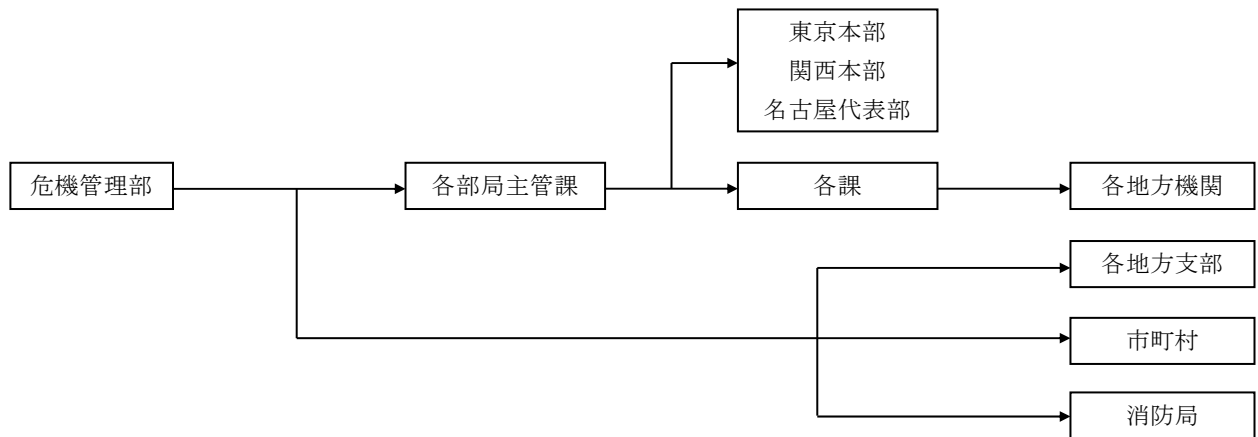 東京本部
関西本部
名古屋代表部
危機管理部
各部局主管課
各課
各地方機関
各地方支部
市町村
消防局